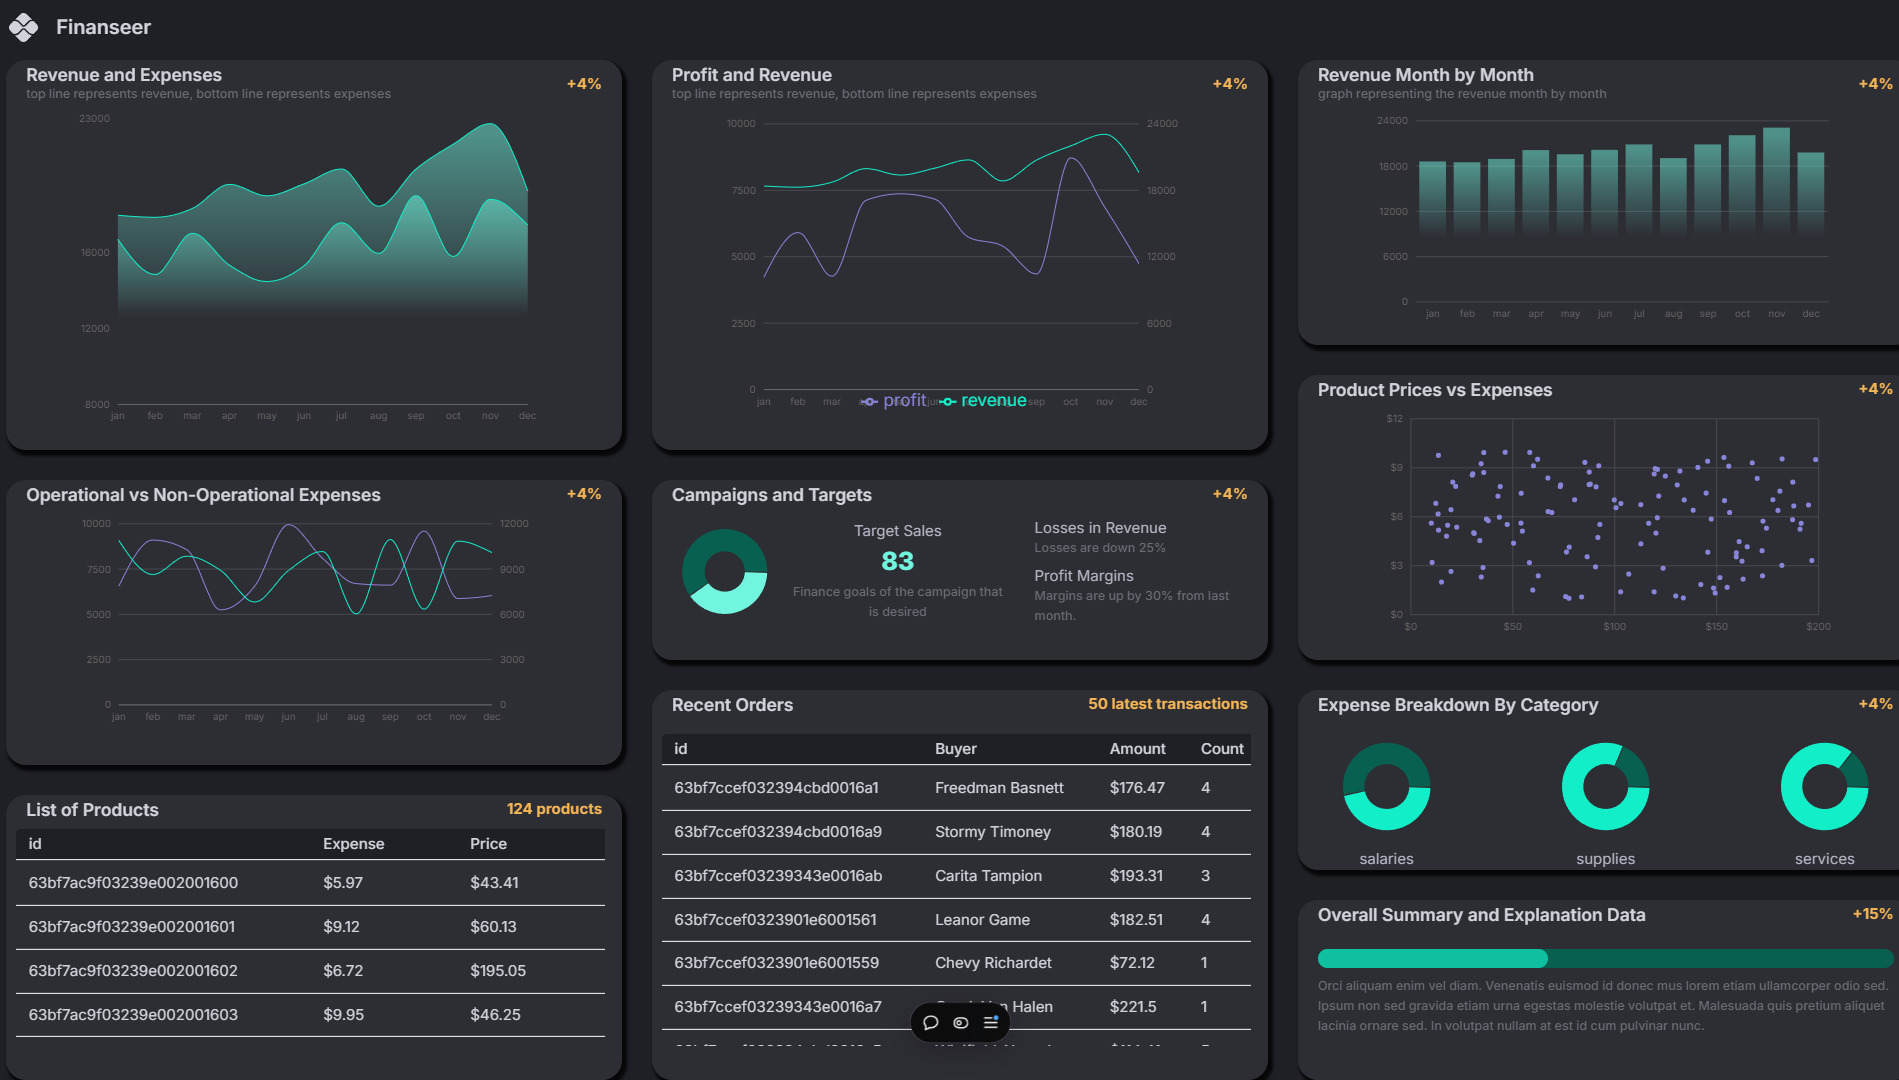 Finanseer
Revenue and Expenses
+4%
top line represents revenue, bottom line represents expenses
23000
16000
12000
8000
jan feb mar apr may jun jul aug sep oct nov dec
Profit and Revenue
+4%
top line represents revenue, bottom line represents expenses
10000 24000
7500 18000
5000 12000
2500 6000
0 0
jan feb mar sep oct nov dec
profit revenue
Revenue Month by Month
+4%
graph representing the revenue month by month
24000
18000
12000
6000
0
jan feb mar apr may jun jul aug sep oct nov dec
Operational vs Non-Operational Expenses
+4%
10000 12000
7500 9000
5000 6000
2500 3000
0 0
jan feb mar apr may jun jul aug sep oct nov dec
Campaigns and Targets
+4%
Target Sales
83
Finance goals of the campaign that
is desired
Losses in Revenue
Losses are down 25%
Profit Margins
Margins are up by 30% from last
month.
Product Prices vs Expenses
+4%
$12
$9
$6
$3
$0
$0 $50 $100 $150 $200
List of Products
124 products
id Expense Price
63bf7ac9f03239e002001600 $5.97 $43.41
63bf7ac9f03239e002001601 $9.12 $60.13
63bf7ac9f03239e002001602 $6.72 $195.05
63bf7ac9f03239e002001603 $9.95 $46.25
Recent Orders
50 latest transactions
id Buyer Amount Count
63bf7ccef032394cbd0016a1 Freedman Basnett $176.47 4
63bf7ccef032394cbd0016a9 Stormy Timoney $180.19 4
63bf7ccef03239343e0016ab Carita Tampion $193.31 3
63bf7ccef0323901e6001561 Leanor Game $182.51 4
63bf7ccef0323901e6001559 Chevy Richardet $72.12 1
63bf7ccef03239343e0016a7 Halen $221.5 1
Expense Breakdown By Category
+4%
salaries supplies services
Overall Summary and Explanation Data
+15%
Orci aliquam enim vel diam. Venenatis euismod id donec mus lorem etiam ullamcorper odio sed.
Ipsum non sed gravida etiam urna egestas molestie volutpat et. Malesuada quis pretium aliquet
lacinia ornare sed. In volutpat nullam at est id cum pulvinar nunc.